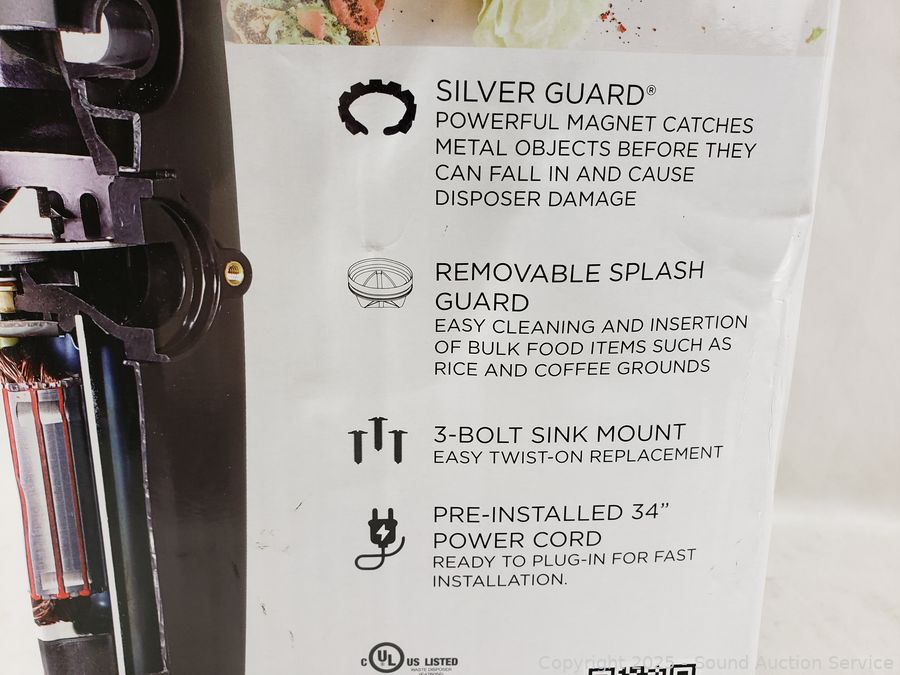 SILVER GUARD®
POWERFUL MAGNET CATCHES
METAL OBJECTS BEFORE THEY
CAN FALL IN AND CAUSE
DISPOSER DAMAGE
REMOVABLE SPLASH
GUARD
EASY CLEANING AND INSERTION
OF BULK FOOD ITEMS SUCH AS
RICE AND COFFEE GROUNDS
3-BOLT SINK MOUNT
EASY TWIST-ON REPLACEMENT
PRE-INSTALLED 34”
POWER CORD
READY TO PLUG-IN FOR FAST
INSTALLATION.
C UL US LISTED
WASTE DISPOSER
Copyright 2025 - Sound Auction Service